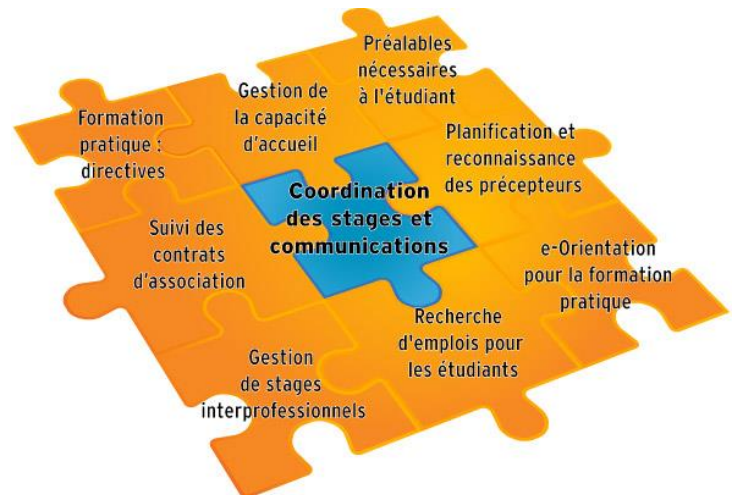 Préalables
nécessaires
à l'étudiant
Gestion de
la capacité
d'accueil
Formation
pratique :
directives
Planification et
reconnaissance
des précepteurs
Coordination
des stages et
communications
Suivi des
contrats
d'association
e-Orientation
pour la formation
pratique
Recherche
d'emplois pour
les étudiants
Gestion
de stages
interprofessionnels